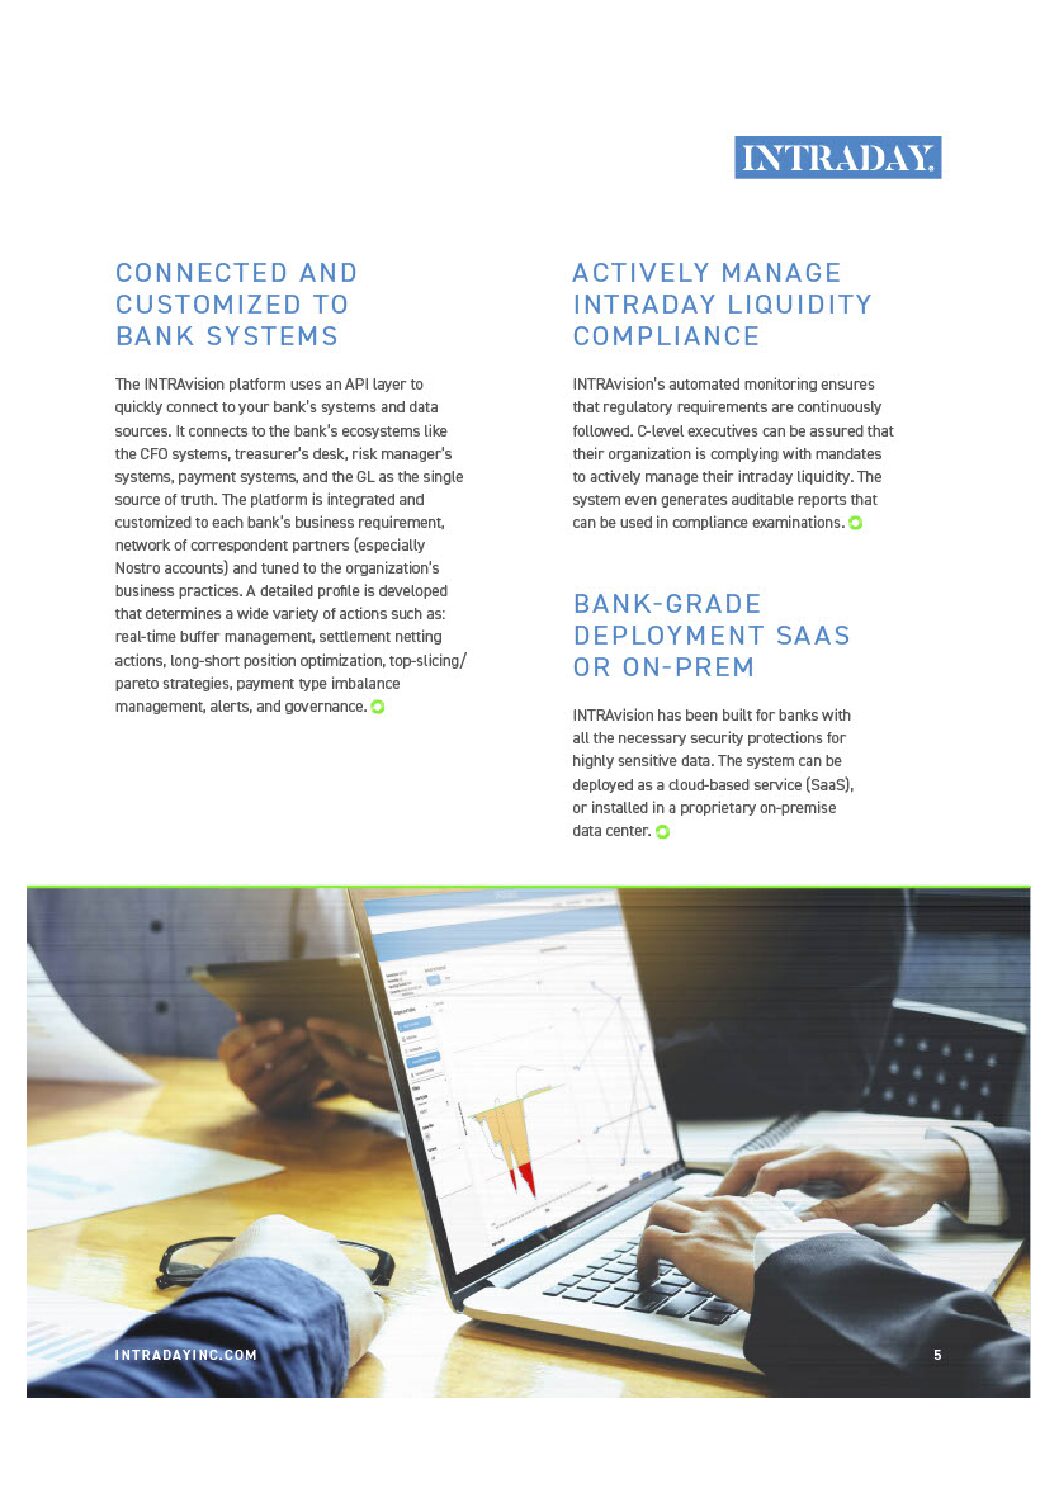 INTRADAY®
CONNECTED AND
CUSTOMIZED TO
BANK SYSTEMS
The INTRAvision platform uses an API layer to
quickly connect to your bank's systems and data
sources. It connects to the bank's ecosystems like
the CFO systems, treasurer's desk, risk manager's
systems, payment systems, and the GL as the single
source of truth. The platform is integrated and
customized to each bank's business requirement,
network of correspondent partners (especially
Nostro accounts) and tuned to the organization's
business practices. A detailed profile is developed
that determines a wide variety of actions such as:
real-time buffer management, settlement netting
actions, long-short position optimization, top-slicing/
pareto strategies, payment type imbalance
management, alerts, and governance.
ACTIVELY MANAGE
INTRADAY LIQUIDITY
COMPLIANCE
INTRAvision's automated monitoring ensures
that regulatory requirements are continuously
followed. C-level executives can be assured that
their organization is complying with mandates
to actively manage their intraday liquidity. The
system even generates auditable reports that
can be used in compliance examinations.
BANK-GRADE
DEPLOYMENT SAAS
OR ON-PREM
INTRAvision has been built for banks with
all the necessary security protections for
highly sensitive data. The system can be
deployed as a cloud-based service (SaaS),
or installed in a proprietary on-premise
data center.
INTRADAYINC.COM
5